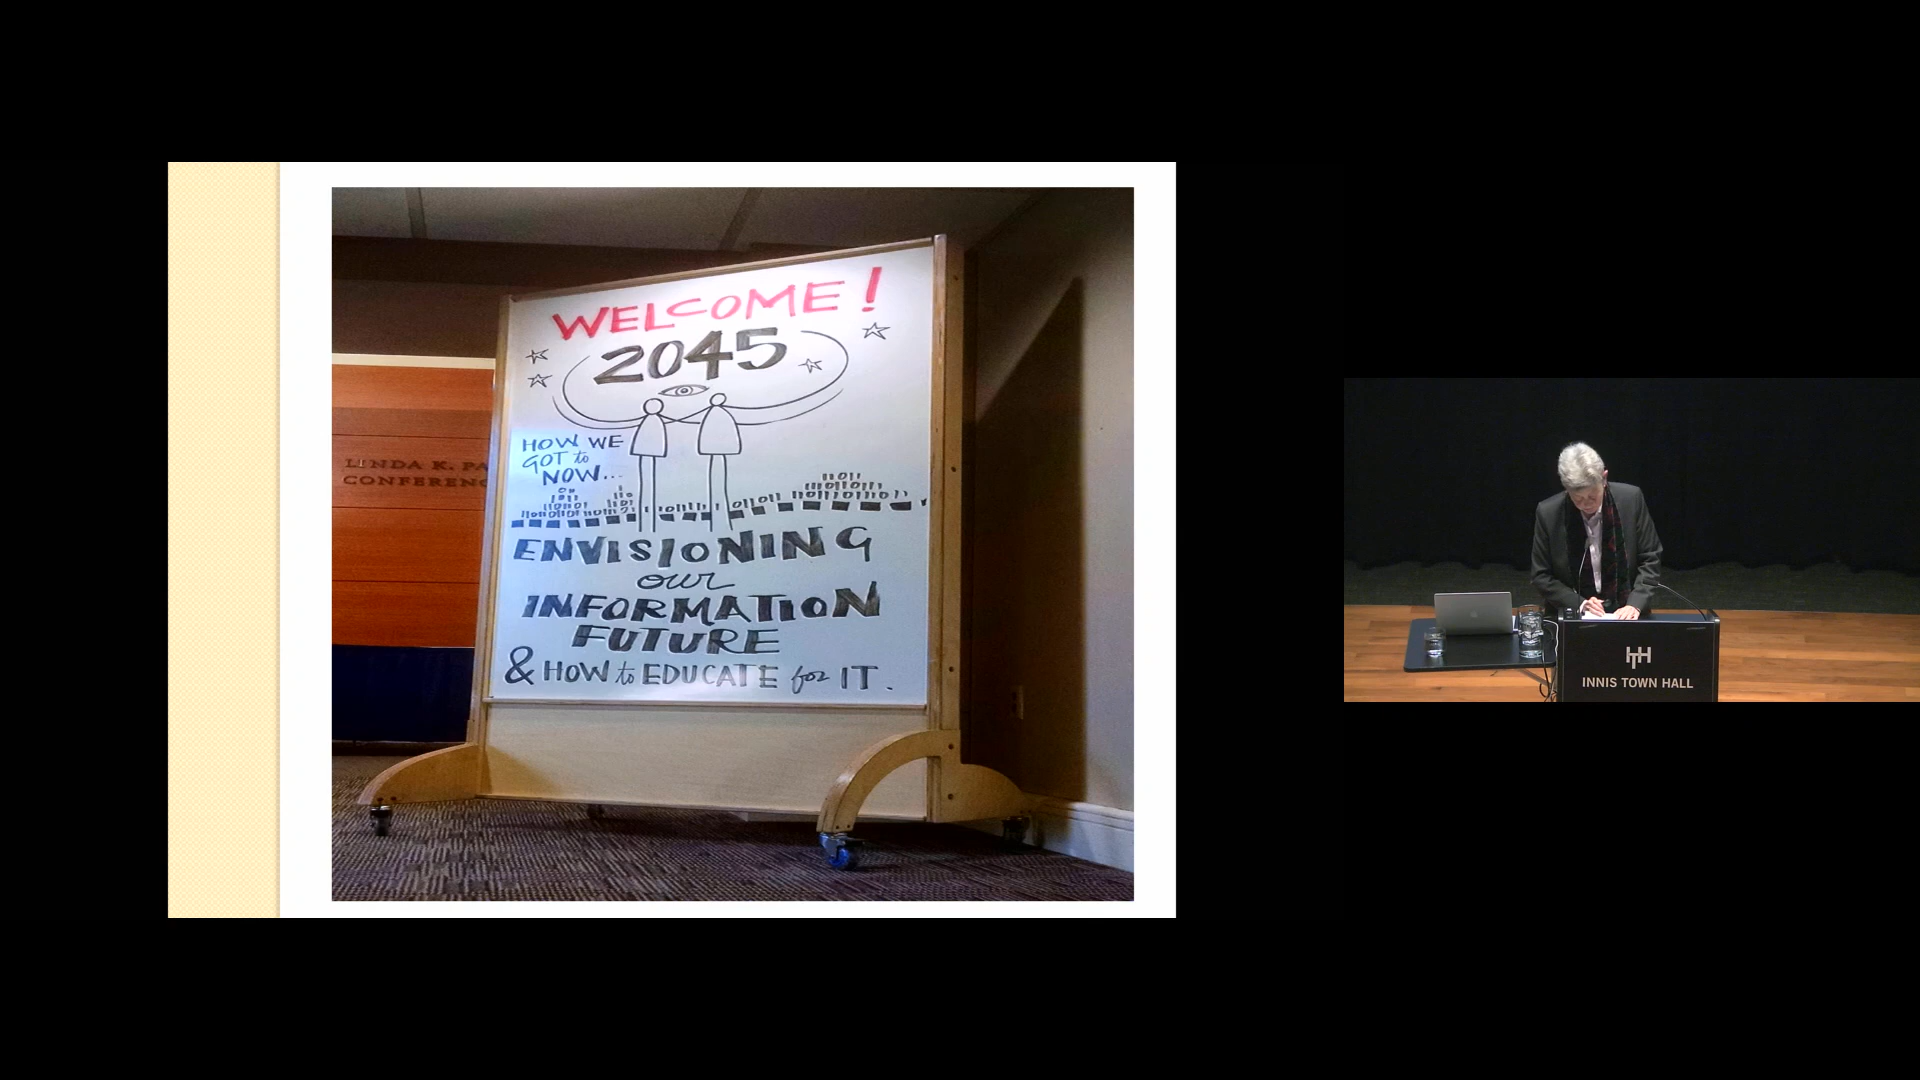 WELCOME!
2045
HOW WE
GOT to
NOW...
ENVISIONING
our
INFORMATION
FUTURE
& HOW to EDUCATE for IT.
LINDA K. PA
CONFERENC
HTH
INNIS TOWN HALL